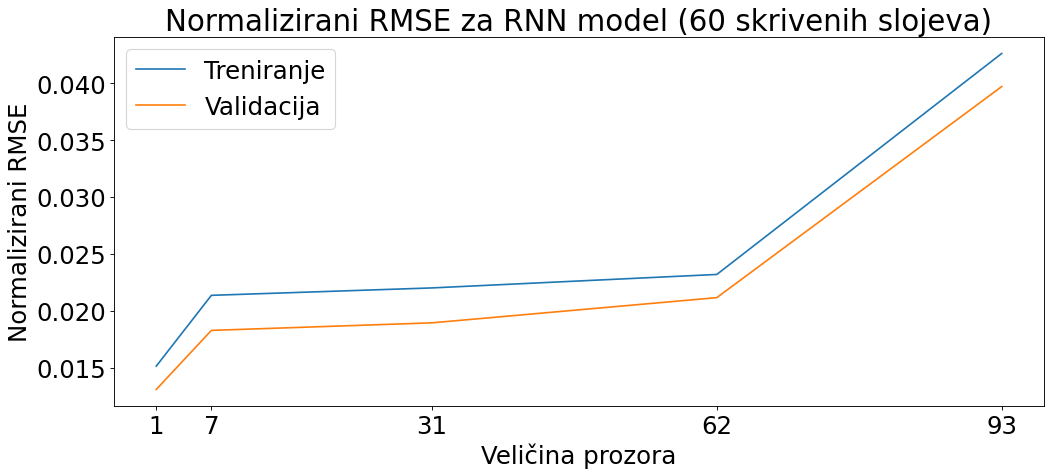 Normalizirani RMSE za RNN model (60 skrivenih slojeva)
Treniranje
Validacija
Normalizirani RMSE
0.040
0.035
0.030
0.025
0.020
0.015
1 7 31 62 93
Veličina prozora